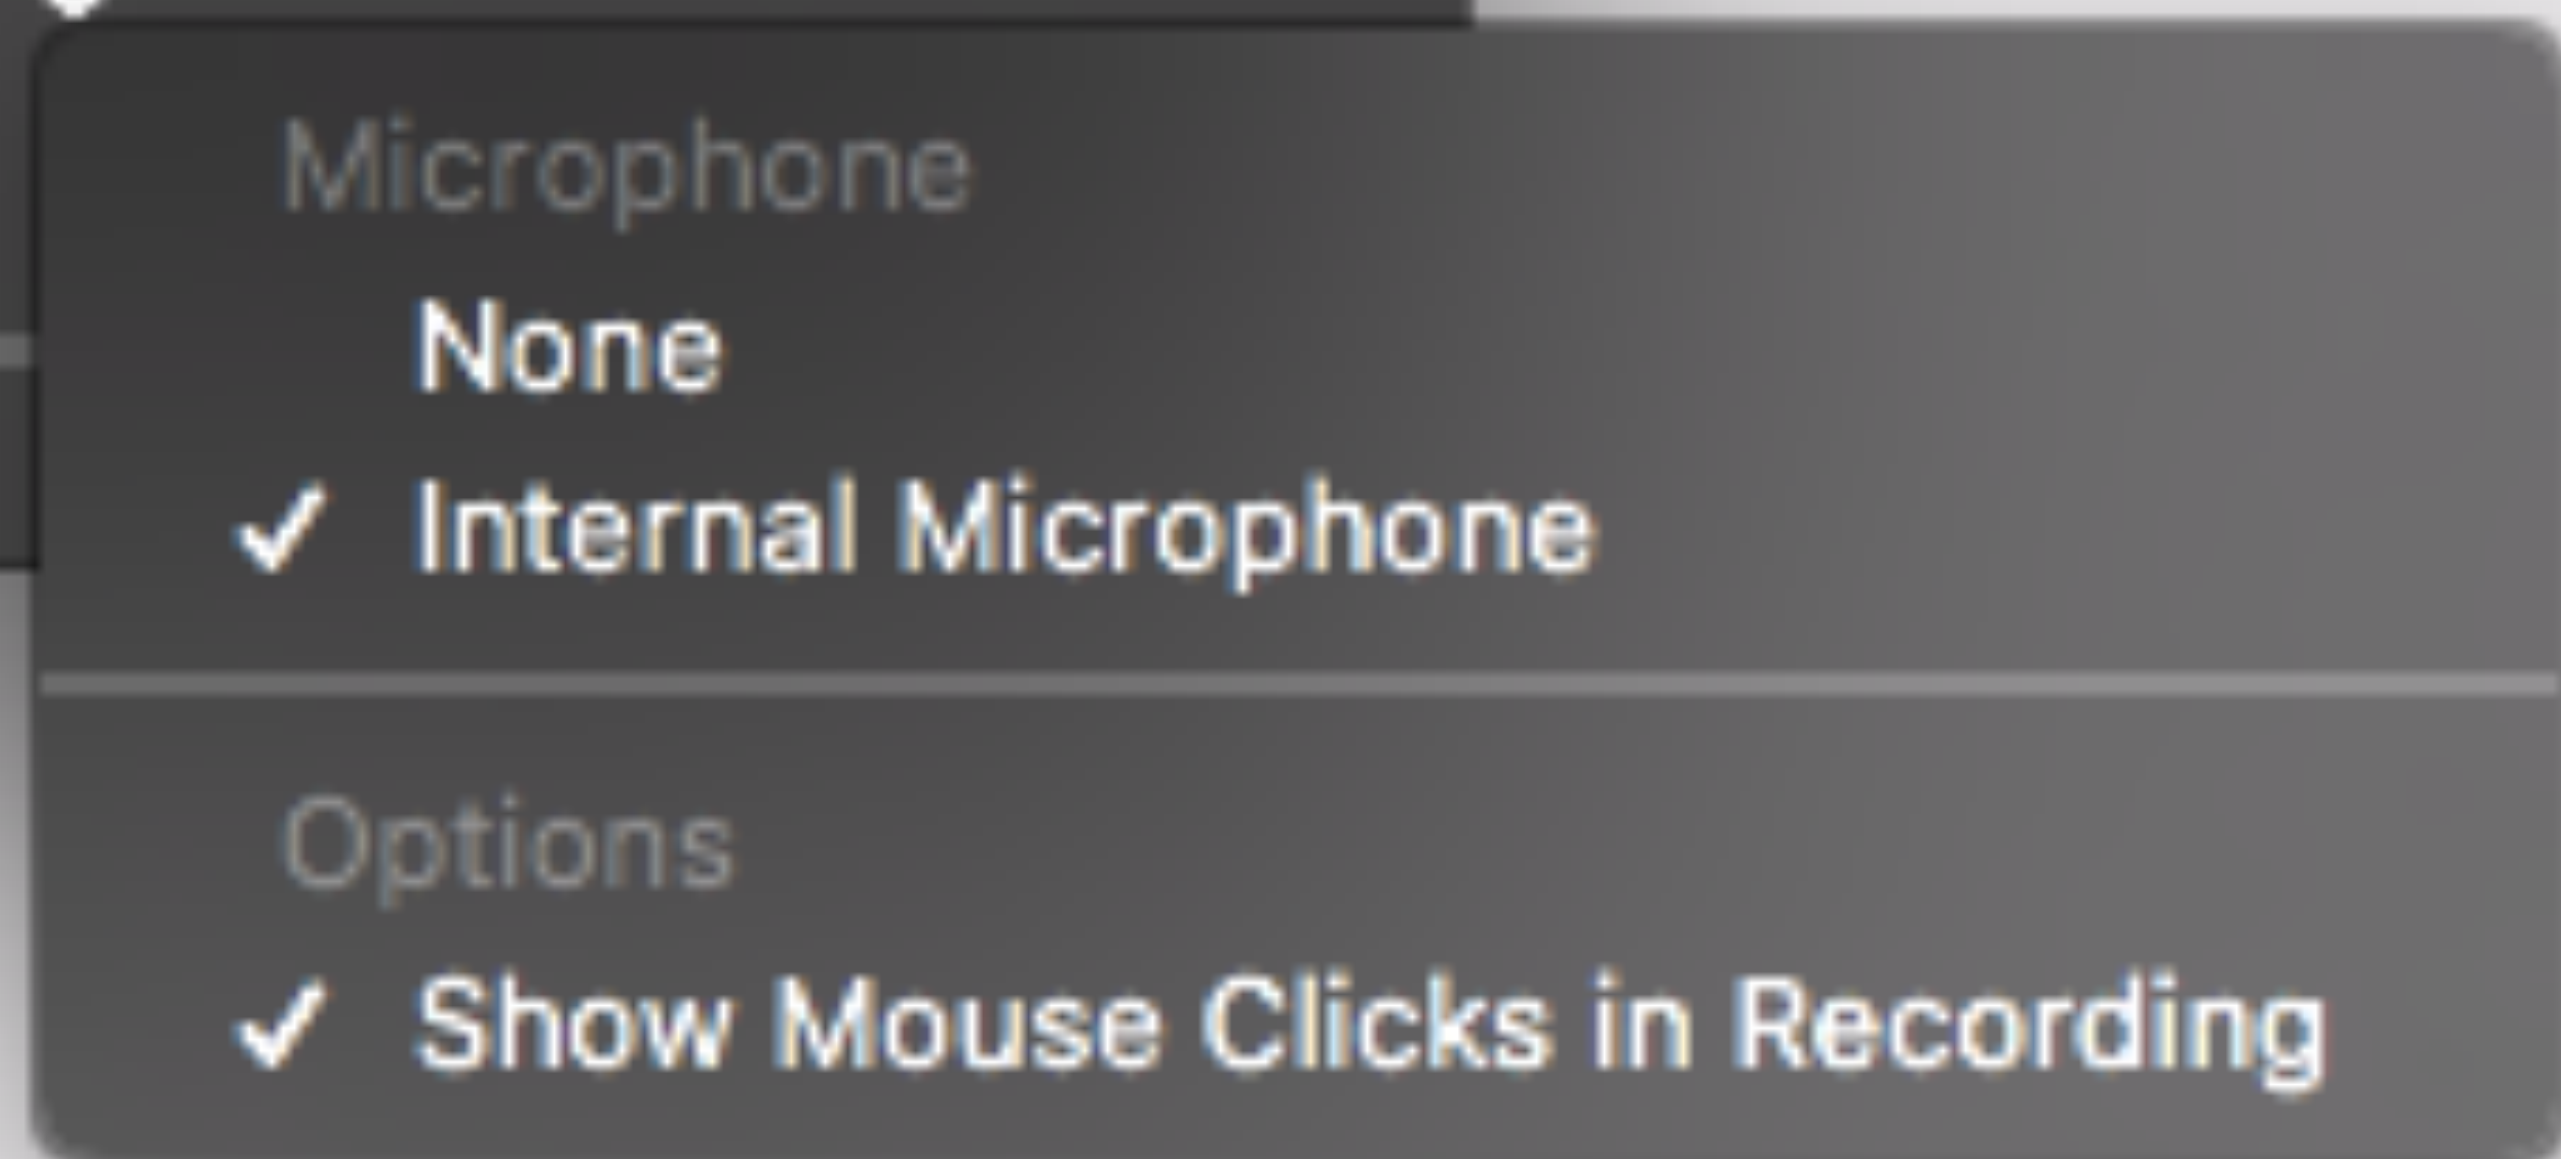 Microphone
None
✓ Internal Microphone
Options
✓ Show Mouse Clicks in Recording